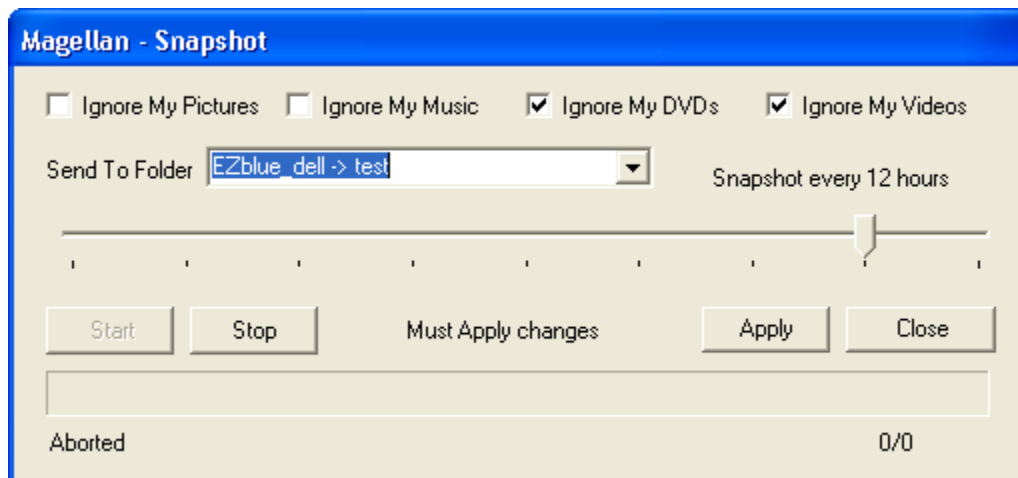 Magellan - Snapshot
Ignore My Pictures Ignore My Music Ignore My DVDs Ignore My Videos
Send To Folder EZblue_dell -> test Snapshot every 12 hours
Start Stop Must Apply changes Apply Close
Aborted 0/0